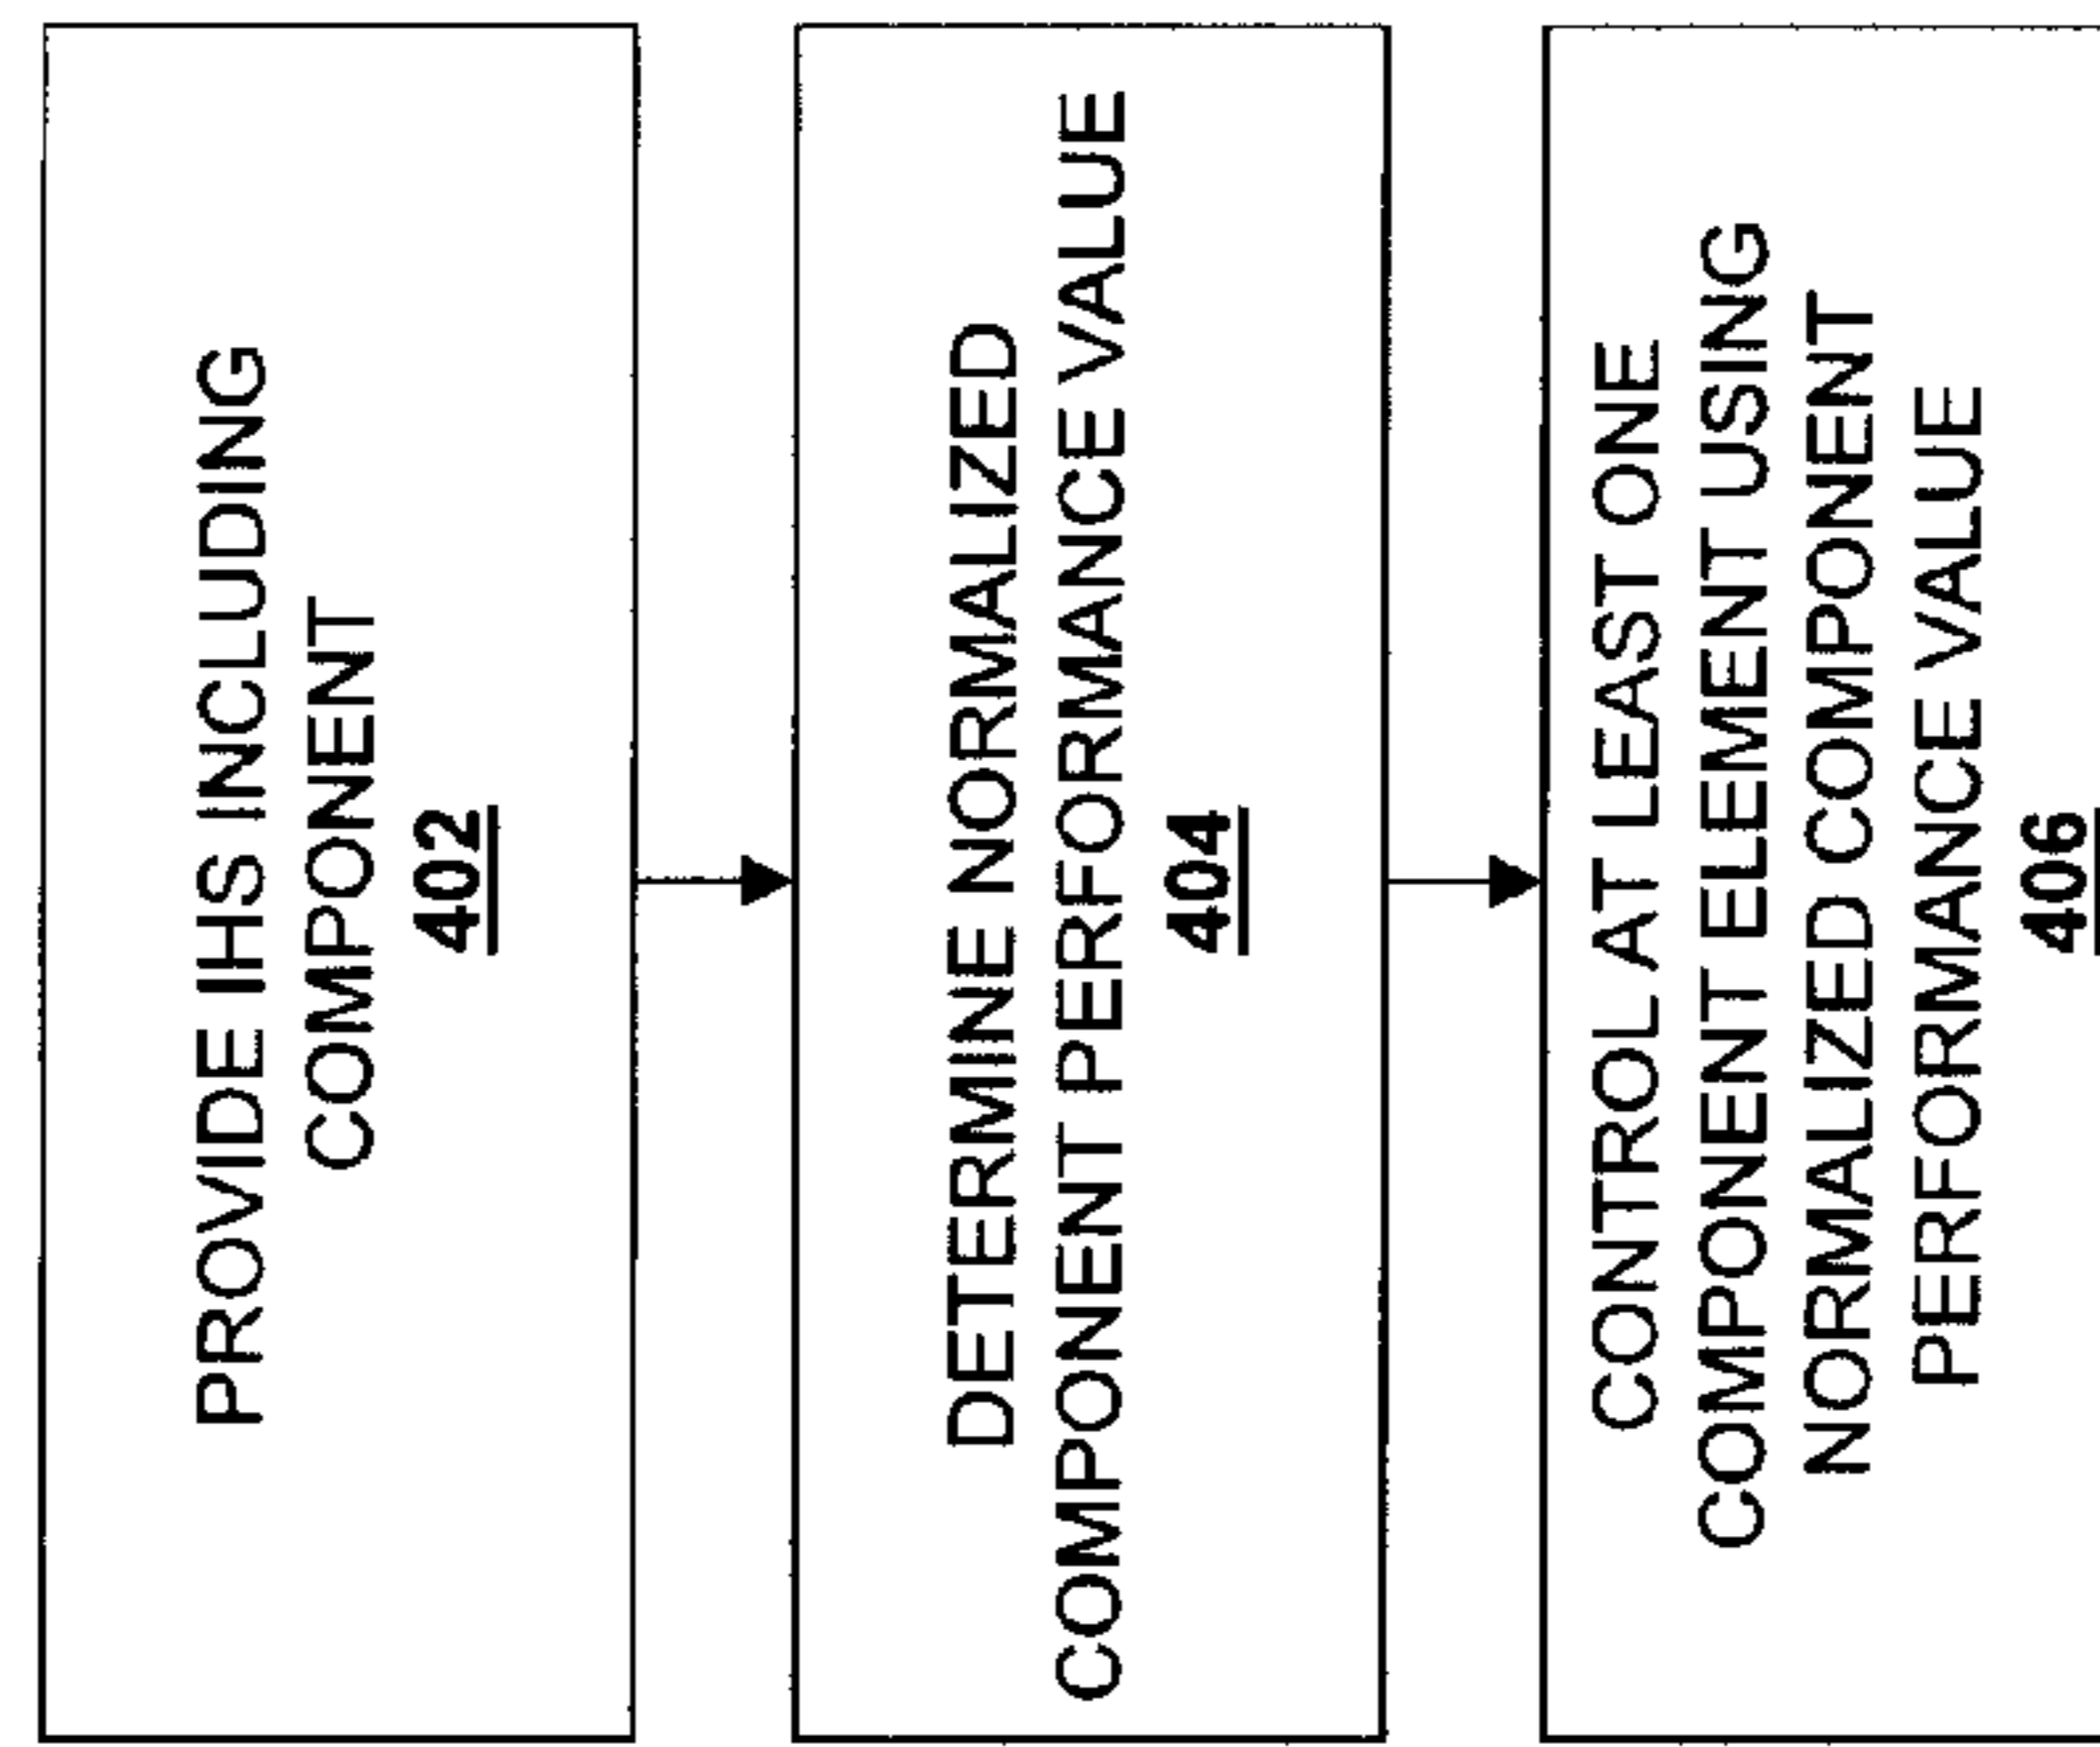 PROVIDE IHS INCLUDING
COMPONENT
402
DETERMINE NORMALIZED
COMPONENT PERFORMANCE VALUE
404
CONTROL AT LEAST ONE
COMPONENT ELEMENT USING
NORMALIZED COMPONENT
PERFORMANCE VALUE
406